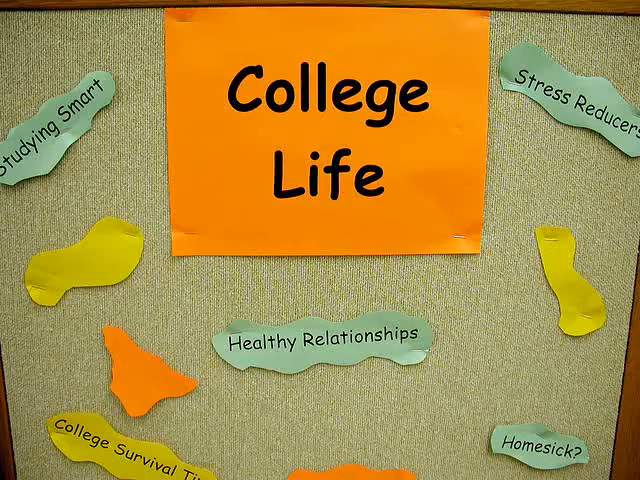 College
Life
Studying Smart
Stress Reducers
Healthy Relationships
College Survival
Homesick?